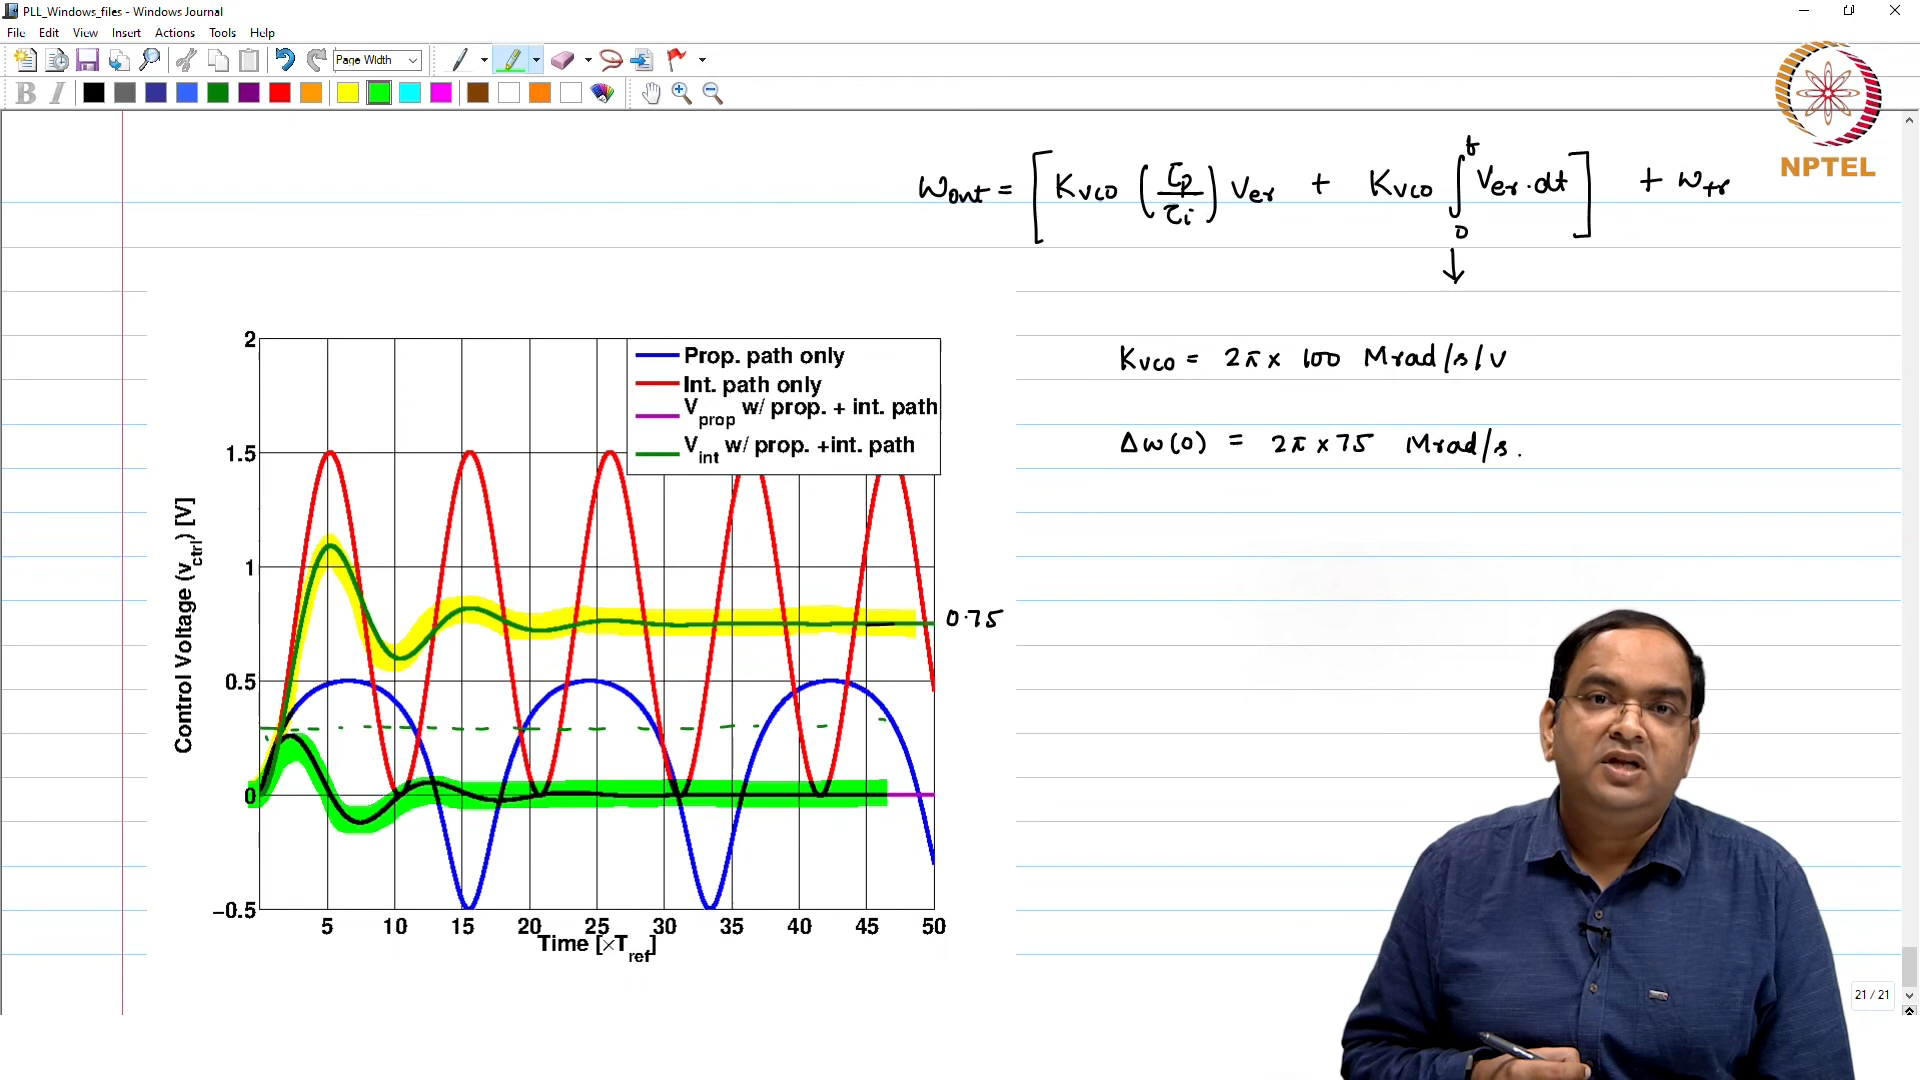 PLL_Windows_files - Windows Journal
File Edit View Insert Actions Tools Help
Page Width
B I
NPTEL
ω_out = [ K_VCO (τ_p/τ_i) V_er + K_VCO ∫_0^t V_er · dt ] + ω_fr
↓
K_VCO = 2π × 100 Mrad/s/V
Δω(0) = 2π × 75 Mrad/s.
Prop. path only
Int. path only
V_prop w/ prop. + int. path
V_int w/ prop. +int. path
Control Voltage (v_ctrl) [V]
2
1.5
1
0.5
0
−0.5
0.75
5 10 15 20 25 30 35 40 45 50
Time [×T_ref]
21 / 21